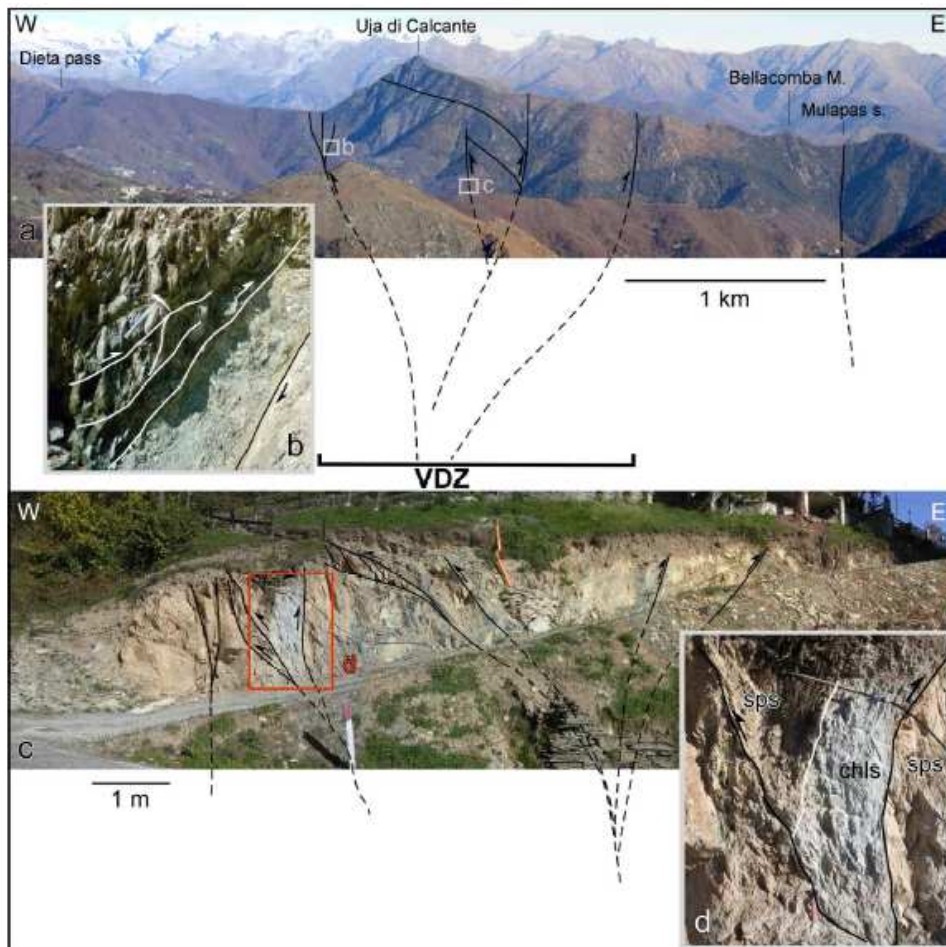 W
E
Uja di Calcante
Dieta pass
Bellacomba M.
Mulapas s.
b
c
a
1 km
b
VDZ
W
E
d
c
1 m
sps
chls
sps
d